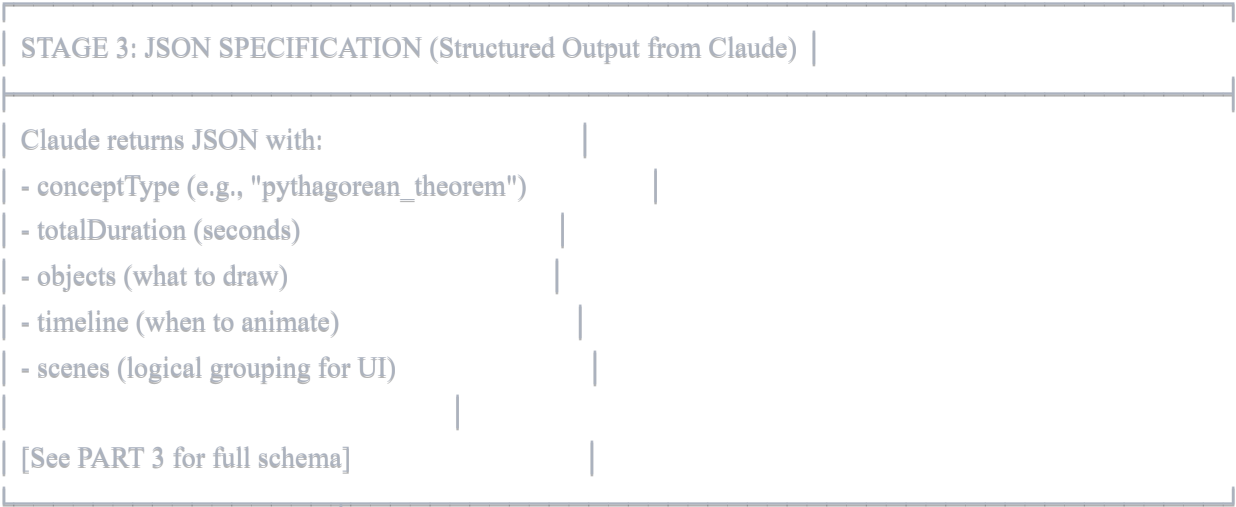 STAGE 3: JSON SPECIFICATION (Structured Output from Claude)
Claude returns JSON with:
- conceptType (e.g., "pythagorean_theorem")
- totalDuration (seconds)
- objects (what to draw)
- timeline (when to animate)
- scenes (logical grouping for UI)
[See PART 3 for full schema]